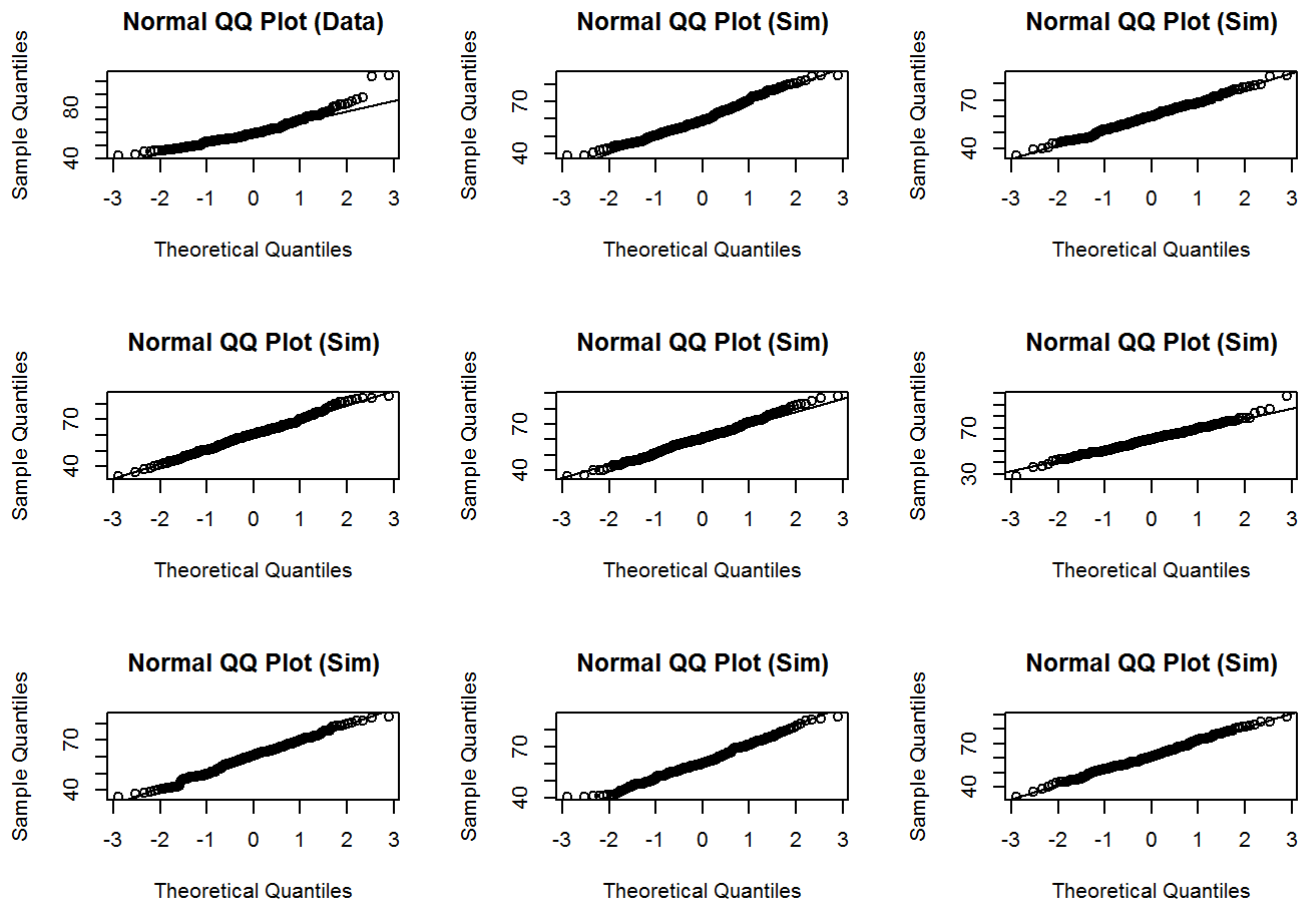 Normal QQ Plot (Data)
Sample Quantiles
40 80
-3 -2 -1 0 1 2 3
Theoretical Quantiles
Normal QQ Plot (Sim)
Sample Quantiles
40 70
-3 -2 -1 0 1 2 3
Theoretical Quantiles
Normal QQ Plot (Sim)
Sample Quantiles
40 70
-3 -2 -1 0 1 2 3
Theoretical Quantiles
Normal QQ Plot (Sim)
Sample Quantiles
40 70
-3 -2 -1 0 1 2 3
Theoretical Quantiles
Normal QQ Plot (Sim)
Sample Quantiles
40 70
-3 -2 -1 0 1 2 3
Theoretical Quantiles
Normal QQ Plot (Sim)
Sample Quantiles
30 70
-3 -2 -1 0 1 2 3
Theoretical Quantiles
Normal QQ Plot (Sim)
Sample Quantiles
40 70
-3 -2 -1 0 1 2 3
Theoretical Quantiles
Normal QQ Plot (Sim)
Sample Quantiles
40 70
-3 -2 -1 0 1 2 3
Theoretical Quantiles
Normal QQ Plot (Sim)
Sample Quantiles
40 70
-3 -2 -1 0 1 2 3
Theoretical Quantiles